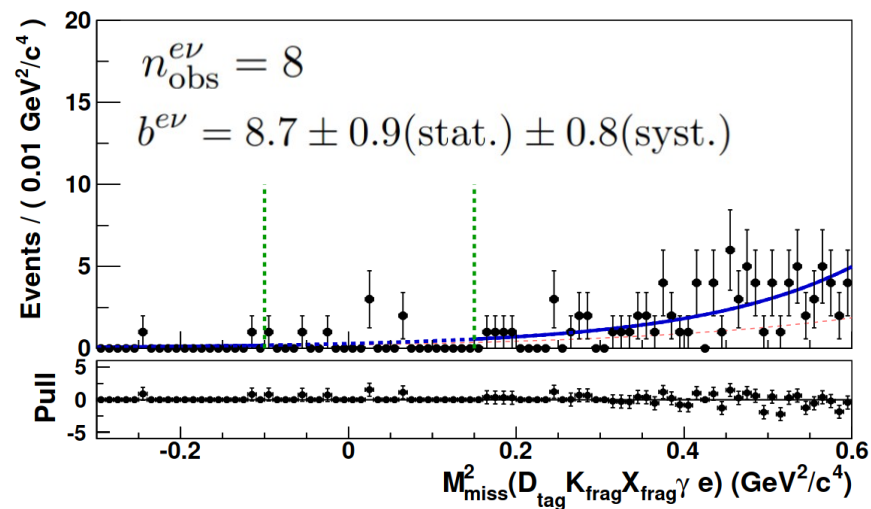 20
15
10
5
0
Events / ( 0.01 GeV²/c⁴ )
n_obs^{eν} = 8
b^{eν} = 8.7 ± 0.9(stat.) ± 0.8(syst.)
5
0
-5
Pull
-0.2 0 0.2 0.4 0.6
M²_miss(D_tag K_frag X_frag γ e) (GeV²/c⁴)